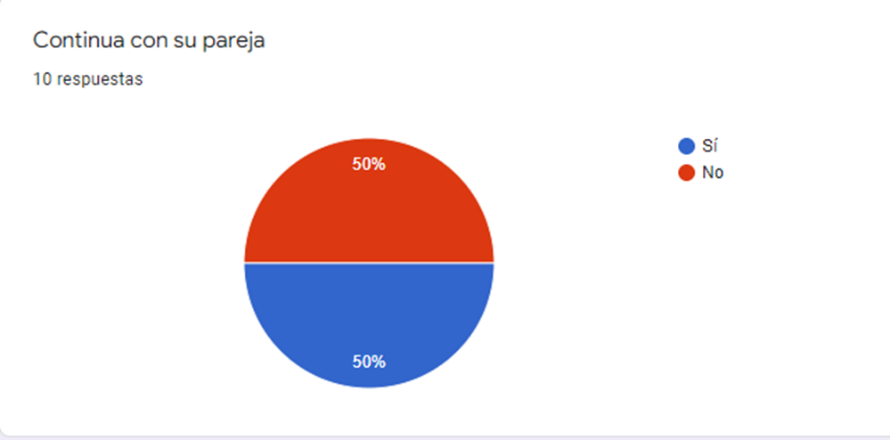 Continua con su pareja
10 respuestas
50%
50%
Sí
No